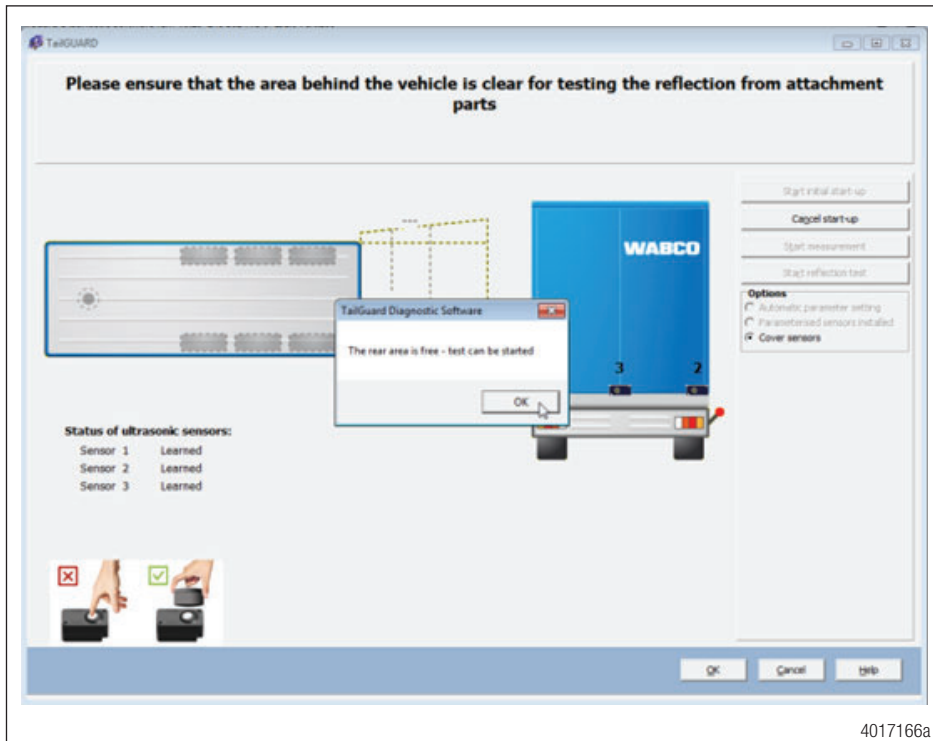 TailGUARD
Please ensure that the area behind the vehicle is clear for testing the reflection from attachment
parts
Start initial start-up
Cancel start-up
Start measurement
Start reflection test
Options
Automatic parameter setting
Parameterised sensors installed
Cover sensors
WABCO
TailGuard Diagnostic Software
The rear area is free - test can be started
OK
3 2
Status of ultrasonic sensors:
Sensor 1 Learned
Sensor 2 Learned
Sensor 3 Learned
OK Cancel Help
4017166a